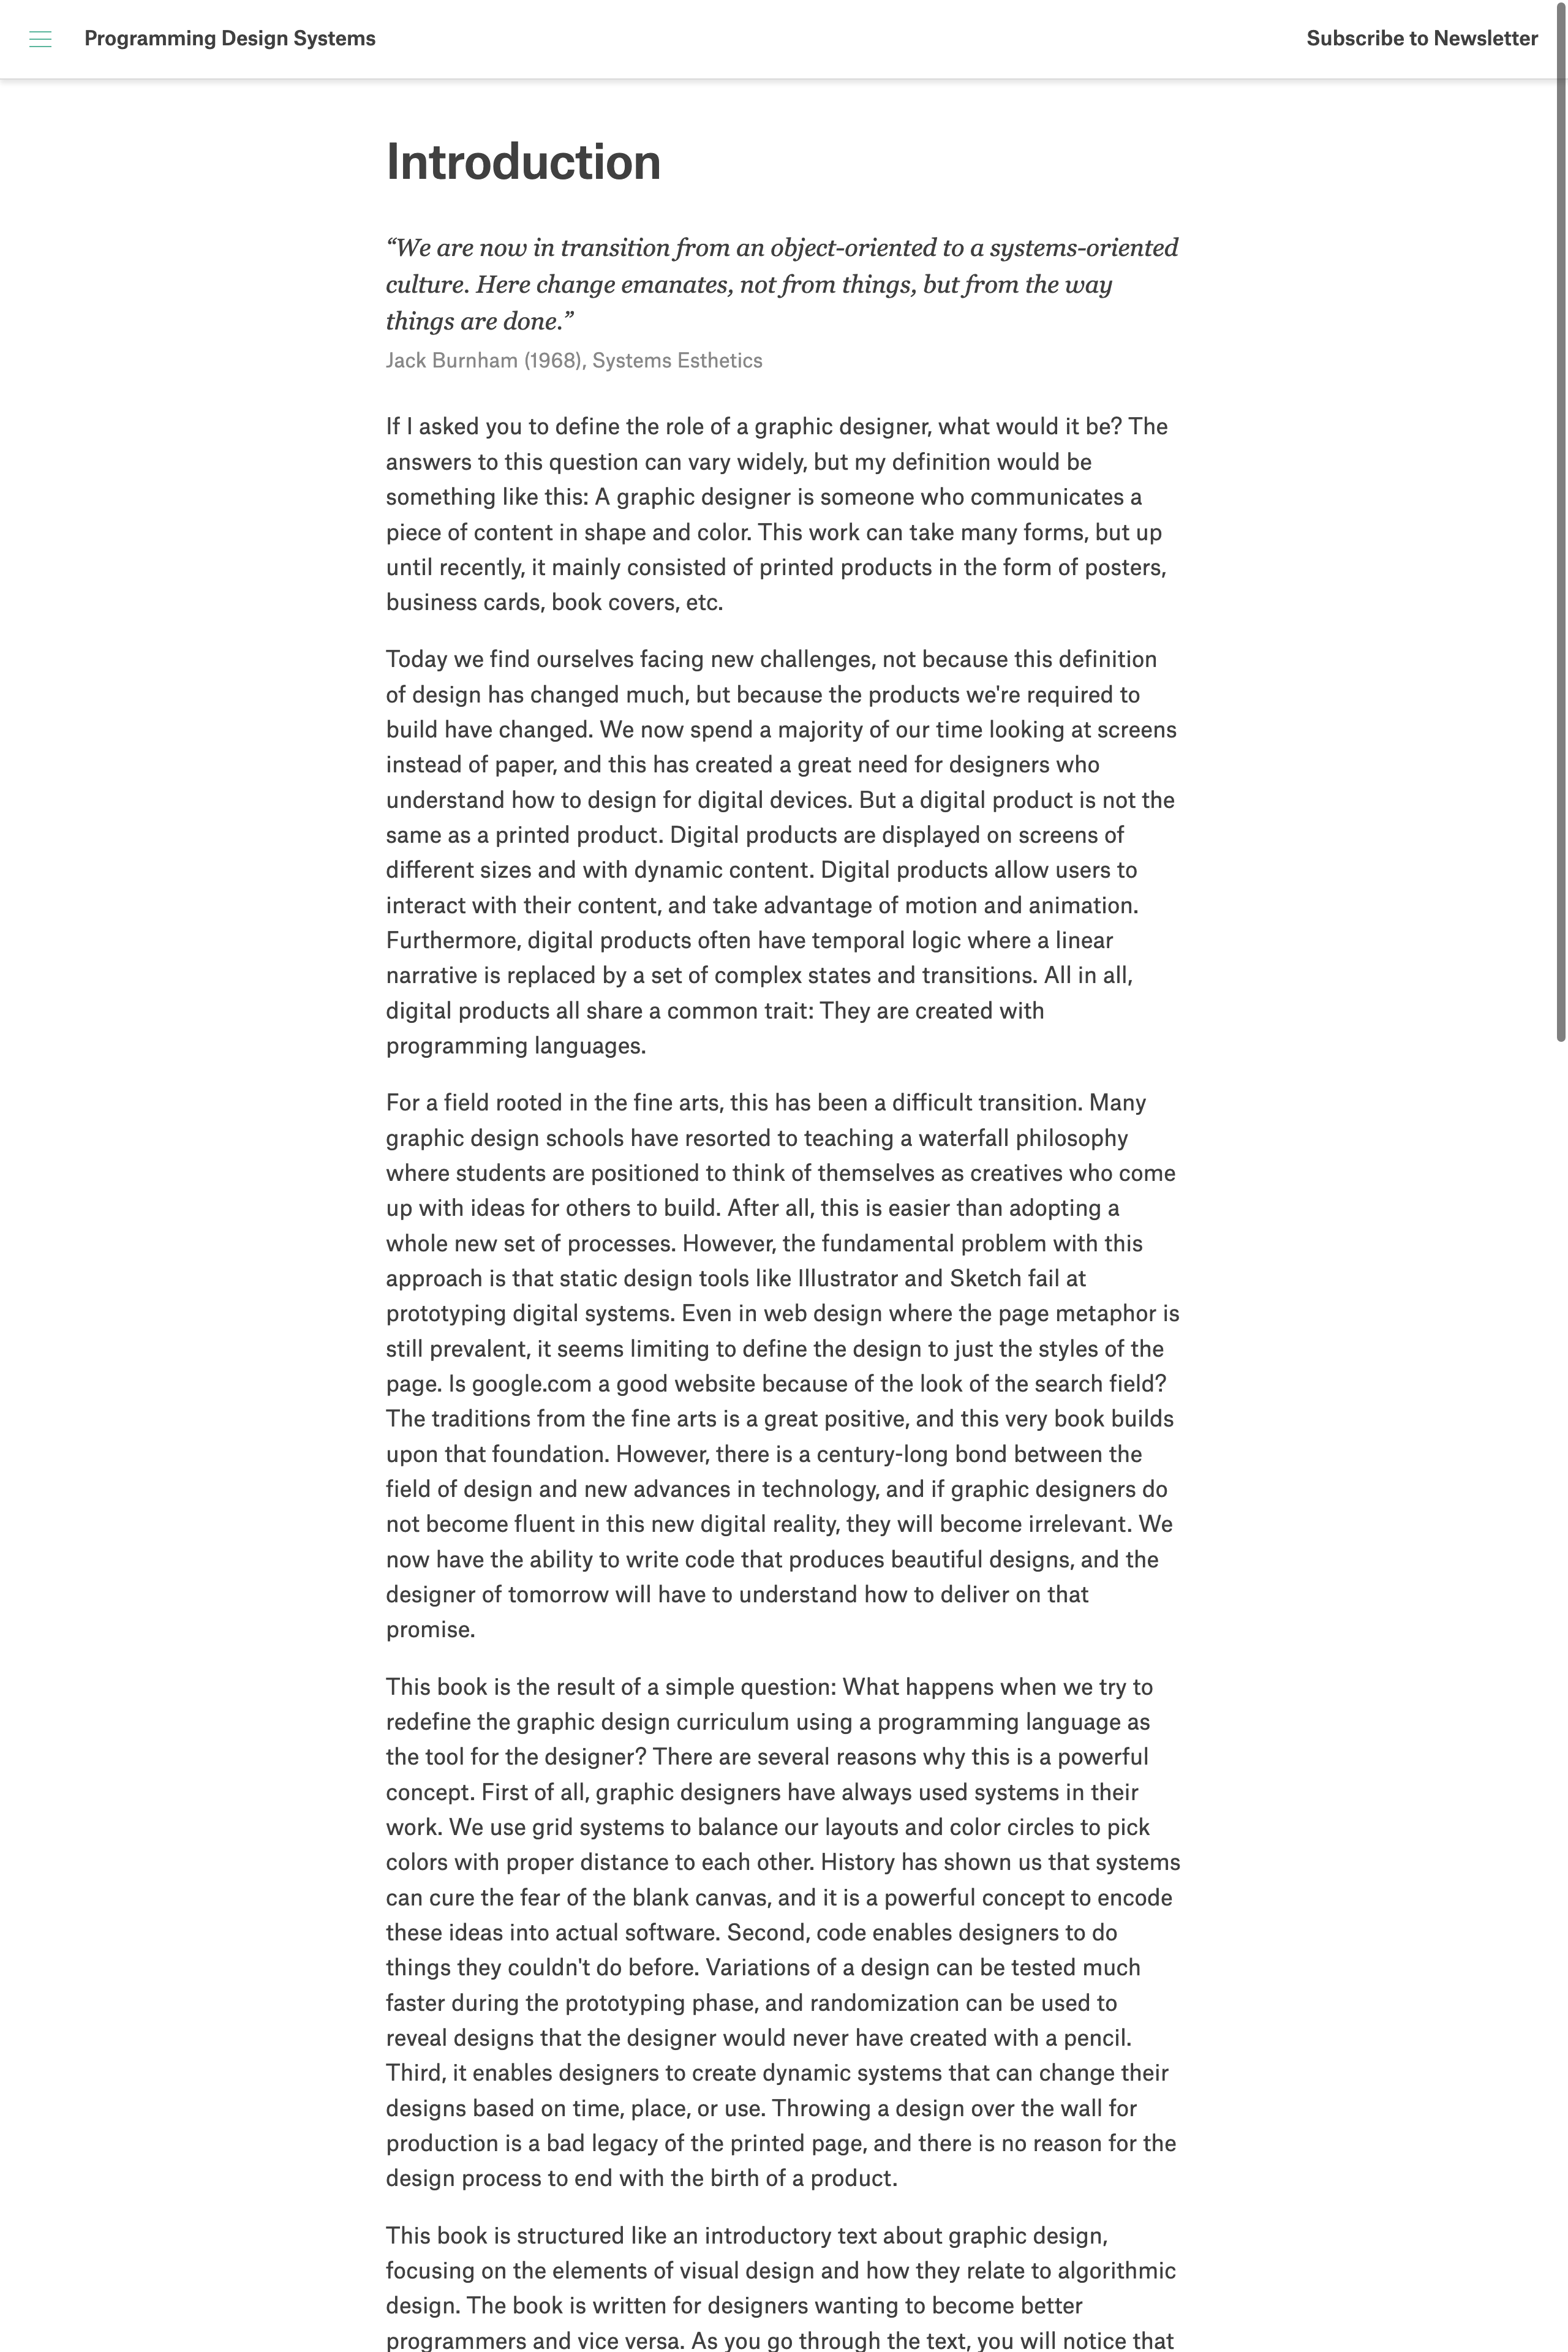 Programming Design Systems
Subscribe to Newsletter
Introduction
“We are now in transition from an object-oriented to a systems-oriented
culture. Here change emanates, not from things, but from the way
things are done.”
Jack Burnham (1968), Systems Esthetics
If I asked you to define the role of a graphic designer, what would it be? The
answers to this question can vary widely, but my definition would be
something like this: A graphic designer is someone who communicates a
piece of content in shape and color. This work can take many forms, but up
until recently, it mainly consisted of printed products in the form of posters,
business cards, book covers, etc.
Today we find ourselves facing new challenges, not because this definition
of design has changed much, but because the products we're required to
build have changed. We now spend a majority of our time looking at screens
instead of paper, and this has created a great need for designers who
understand how to design for digital devices. But a digital product is not the
same as a printed product. Digital products are displayed on screens of
different sizes and with dynamic content. Digital products allow users to
interact with their content, and take advantage of motion and animation.
Furthermore, digital products often have temporal logic where a linear
narrative is replaced by a set of complex states and transitions. All in all,
digital products all share a common trait: They are created with
programming languages.
For a field rooted in the fine arts, this has been a difficult transition. Many
graphic design schools have resorted to teaching a waterfall philosophy
where students are positioned to think of themselves as creatives who come
up with ideas for others to build. After all, this is easier than adopting a
whole new set of processes. However, the fundamental problem with this
approach is that static design tools like Illustrator and Sketch fail at
prototyping digital systems. Even in web design where the page metaphor is
still prevalent, it seems limiting to define the design to just the styles of the
page. Is google.com a good website because of the look of the search field?
The traditions from the fine arts is a great positive, and this very book builds
upon that foundation. However, there is a century-long bond between the
field of design and new advances in technology, and if graphic designers do
not become fluent in this new digital reality, they will become irrelevant. We
now have the ability to write code that produces beautiful designs, and the
designer of tomorrow will have to understand how to deliver on that
promise.
This book is the result of a simple question: What happens when we try to
redefine the graphic design curriculum using a programming language as
the tool for the designer? There are several reasons why this is a powerful
concept. First of all, graphic designers have always used systems in their
work. We use grid systems to balance our layouts and color circles to pick
colors with proper distance to each other. History has shown us that systems
can cure the fear of the blank canvas, and it is a powerful concept to encode
these ideas into actual software. Second, code enables designers to do
things they couldn't do before. Variations of a design can be tested much
faster during the prototyping phase, and randomization can be used to
reveal designs that the designer would never have created with a pencil.
Third, it enables designers to create dynamic systems that can change their
designs based on time, place, or use. Throwing a design over the wall for
production is a bad legacy of the printed page, and there is no reason for the
design process to end with the birth of a product.
This book is structured like an introductory text about graphic design,
focusing on the elements of visual design and how they relate to algorithmic
design. The book is written for designers wanting to become better
programmers and vice versa. As you go through the text, you will notice that